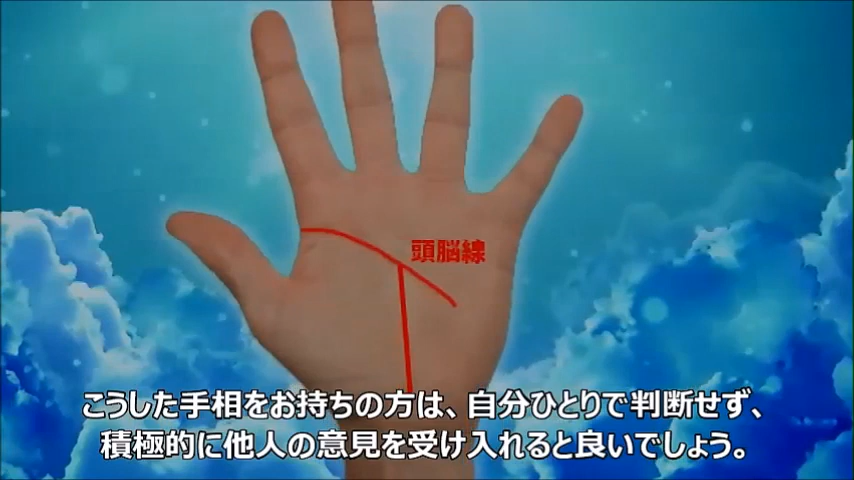 頭脳線
こうした手相をお持ちの方は、自分ひとりで判断せず、
積極的に他人の意見を受け入れると良いでしょう。